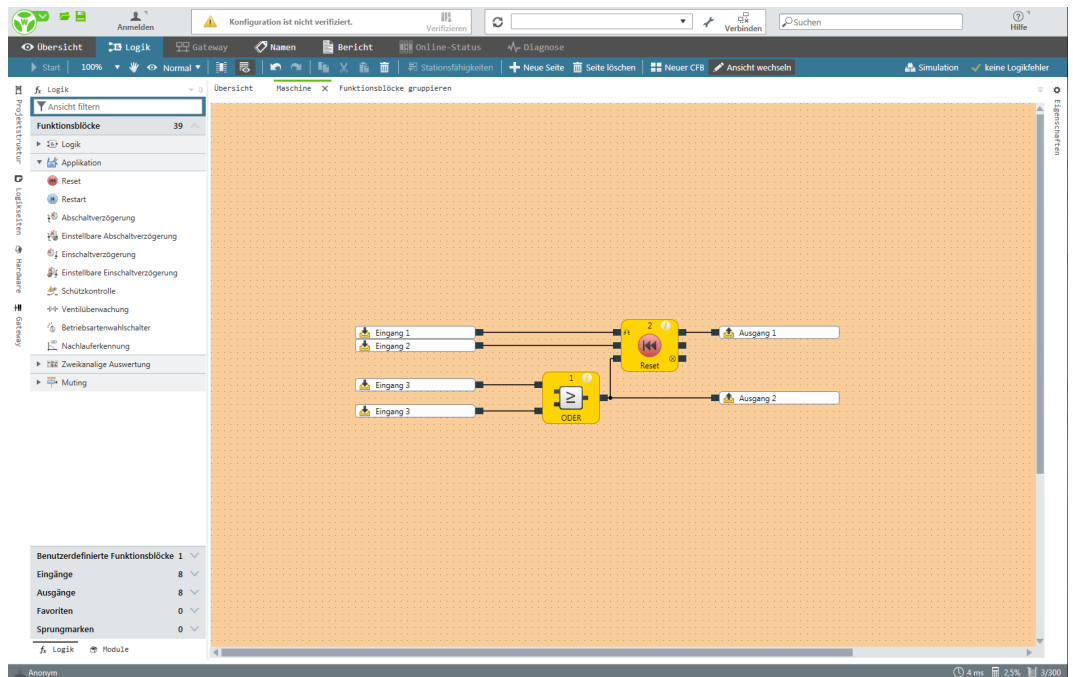 Anmelden
Konfiguration ist nicht verifiziert.
Verifizieren
Verbinden
Suchen
Hilfe
Übersicht Logik Gateway Namen Bericht Online-Status Diagnose
Start 100% Normal Stationsfähigkeiten Neue Seite Seite löschen Neuer CFB Ansicht wechseln Simulation keine Logikfehler
Projektstruktur
Logikseiten
Hardware
Gateway
Logik
Ansicht filtern
Funktionsblöcke 39
Logik
Applikation
Reset
Restart
Abschaltverzögerung
Einstellbare Abschaltverzögerung
Einschaltverzögerung
Einstellbare Einschaltverzögerung
Schützkontrolle
Ventilüberwachung
Betriebsartenwahlschalter
Nachlauferkennung
Zweikanalige Auswertung
Muting
Benutzerdefinierte Funktionsblöcke 1
Eingänge 8
Ausgänge 8
Favoriten 0
Sprungmarken 0
Logik Module
Übersicht Maschine X Funktionsblöcke gruppieren
Eigenschaften
Eingang 1
Eingang 2
2
Reset
Ausgang 1
Eingang 3
Eingang 3
1
≥
ODER
Ausgang 2
Anonym
4 ms 2,5% 3/300